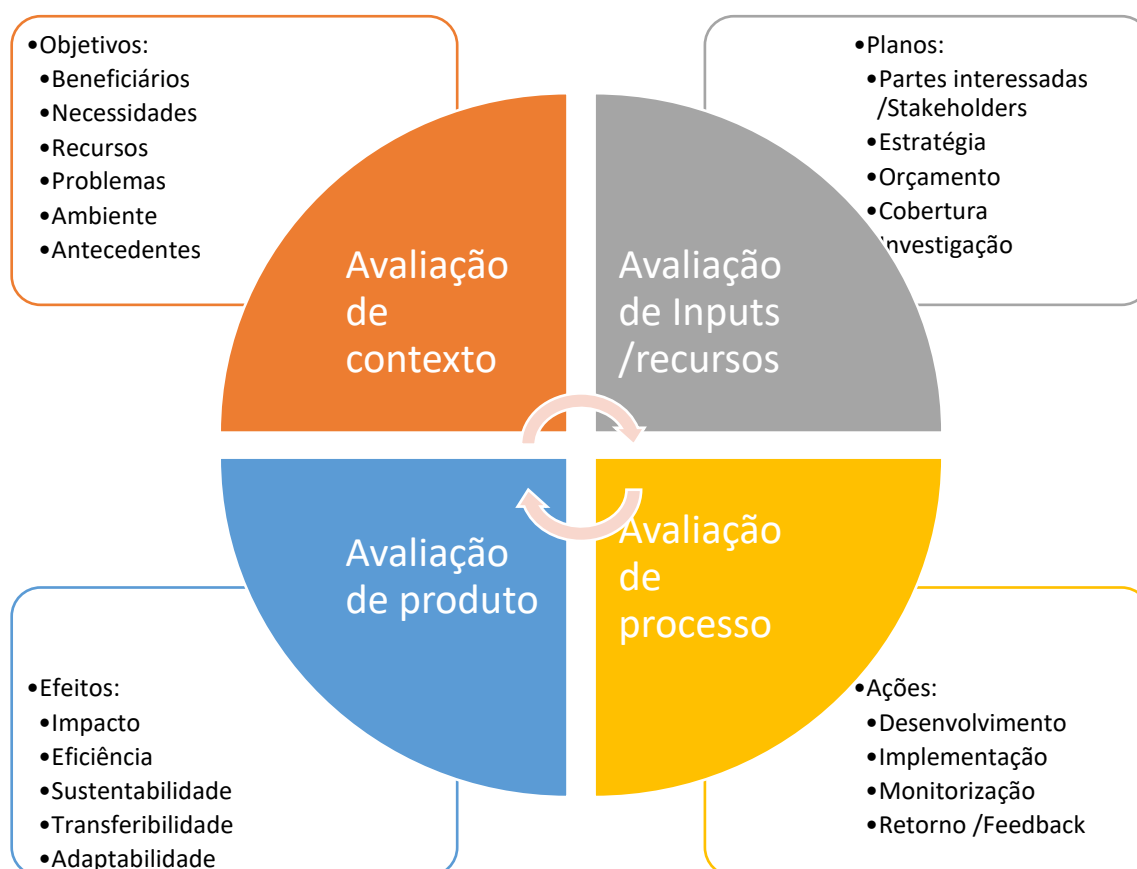 •Objetivos:
•Beneficiários
•Necessidades
•Recursos
•Problemas
•Ambiente
•Antecedentes
•Planos:
•Partes interessadas
/Stakeholders
•Estratégia
•Orçamento
•Cobertura
•Investigação
Avaliação
de
contexto
Avaliação
de Inputs
/recursos
Avaliação
de produto
Avaliação
de
processo
•Efeitos:
•Impacto
•Eficiência
•Sustentabilidade
•Transferibilidade
•Adaptabilidade
•Ações:
•Desenvolvimento
•Implementação
•Monitorização
•Retorno /Feedback